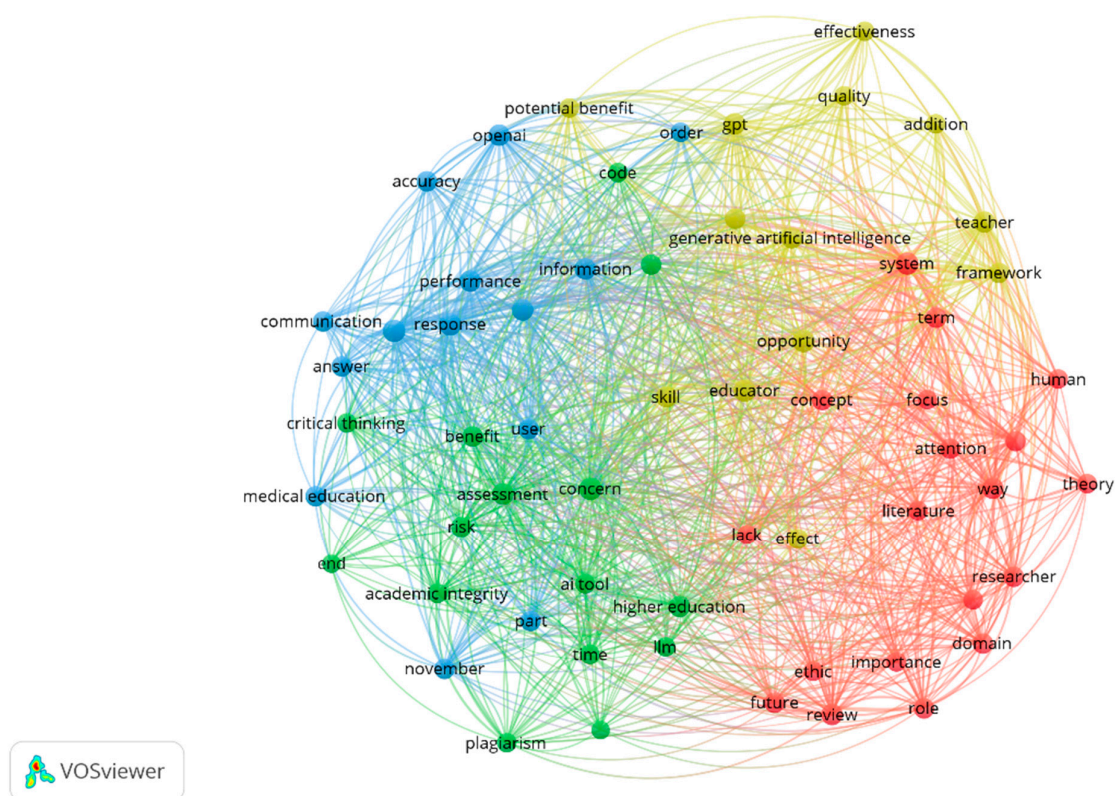 effectiveness
quality
potential benefit
gpt
addition
openai
order
code
accuracy
teacher
generative artificial intelligence
system
framework
information
performance
term
communication
response
opportunity
answer
human
skill
educator
concept
focus
critical thinking
benefit
user
attention
theory
medical education
assessment
concern
way
literature
risk
lack
effect
end
researcher
academic integrity
ai tool
higher education
part
llm
domain
time
november
ethic
importance
future
review
role
plagiarism
VOSviewer